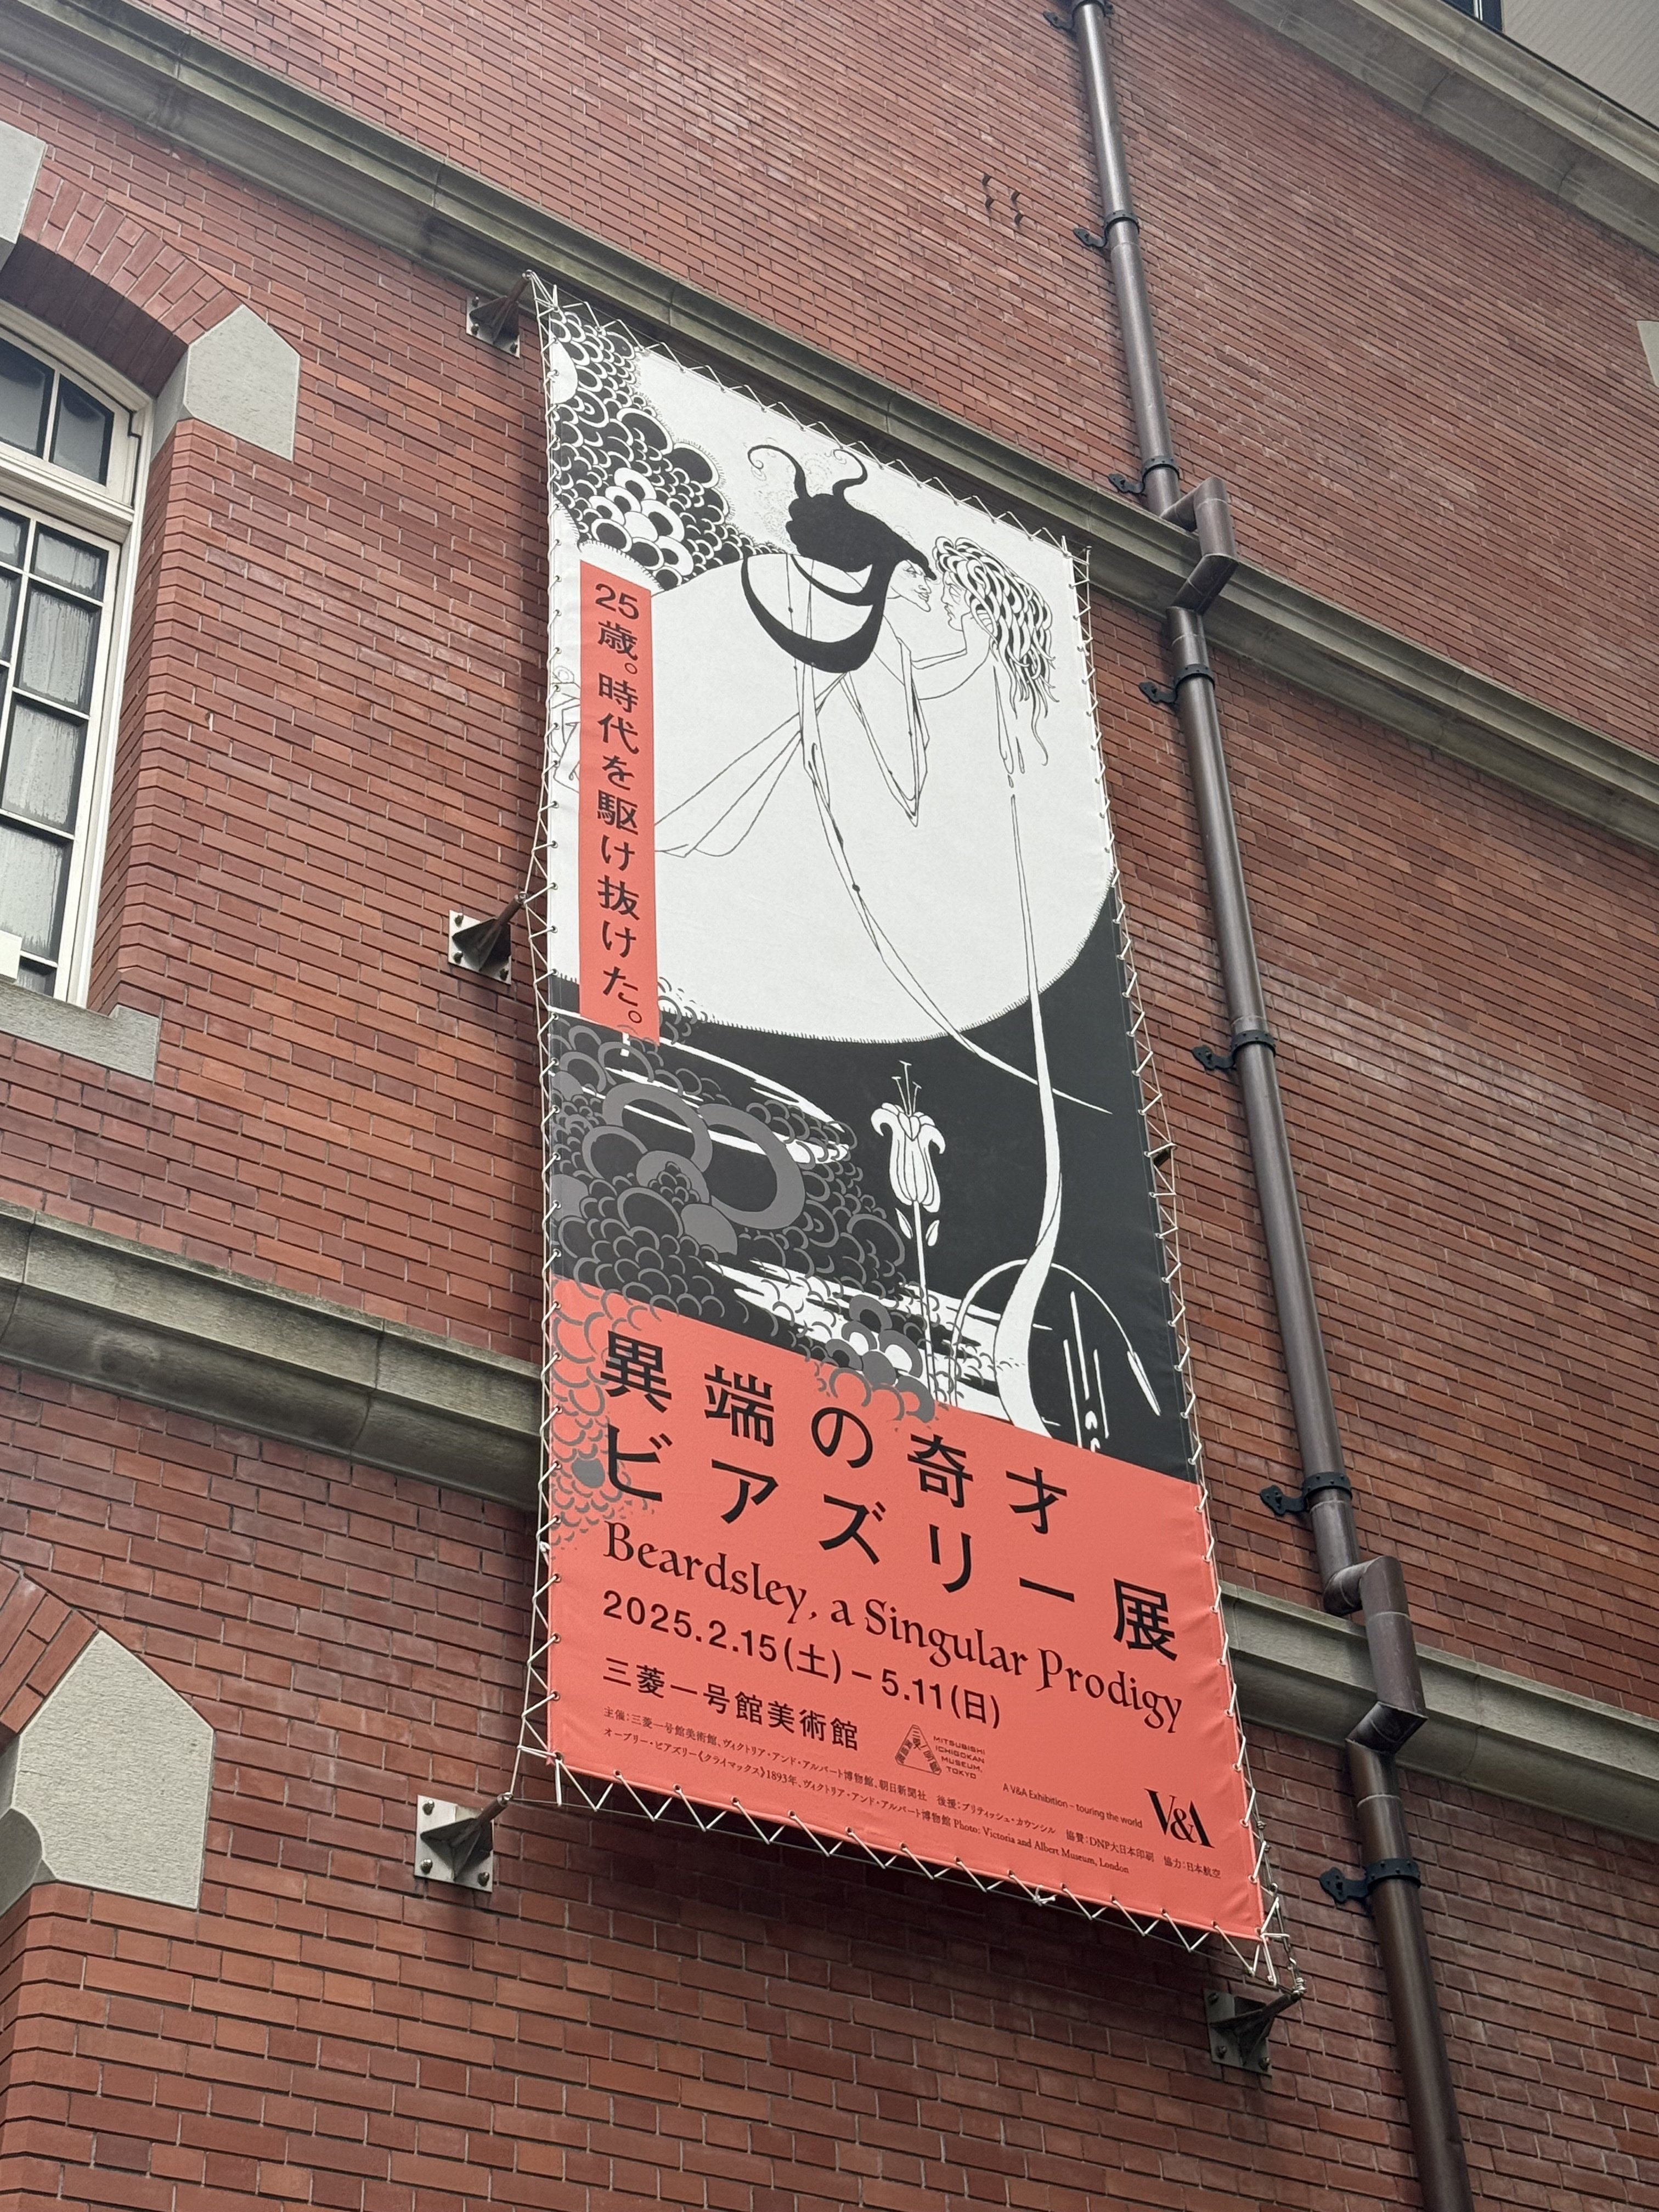 25歳。時代を駆け抜けた。
異端の奇才
ビアズリー展
Beardsley, a Singular Prodigy
2025.2.15(土)–5.11(日)
三菱一号館美術館
三菱一号館美術館
MITSUBISHI
ICHIGOKAN
MUSEUM,
TOKYO
A V&A Exhibition – touring the world
V&A
主催:三菱一号館美術館、ヴィクトリア・アンド・アルバート博物館、朝日新聞社 後援:ブリティッシュ・カウンシル 協賛:DNP大日本印刷 協力:日本航空
オーブリー・ビアズリー《クライマックス》1893年、ヴィクトリア・アンド・アルバート博物館 Photo: Victoria and Albert Museum, London